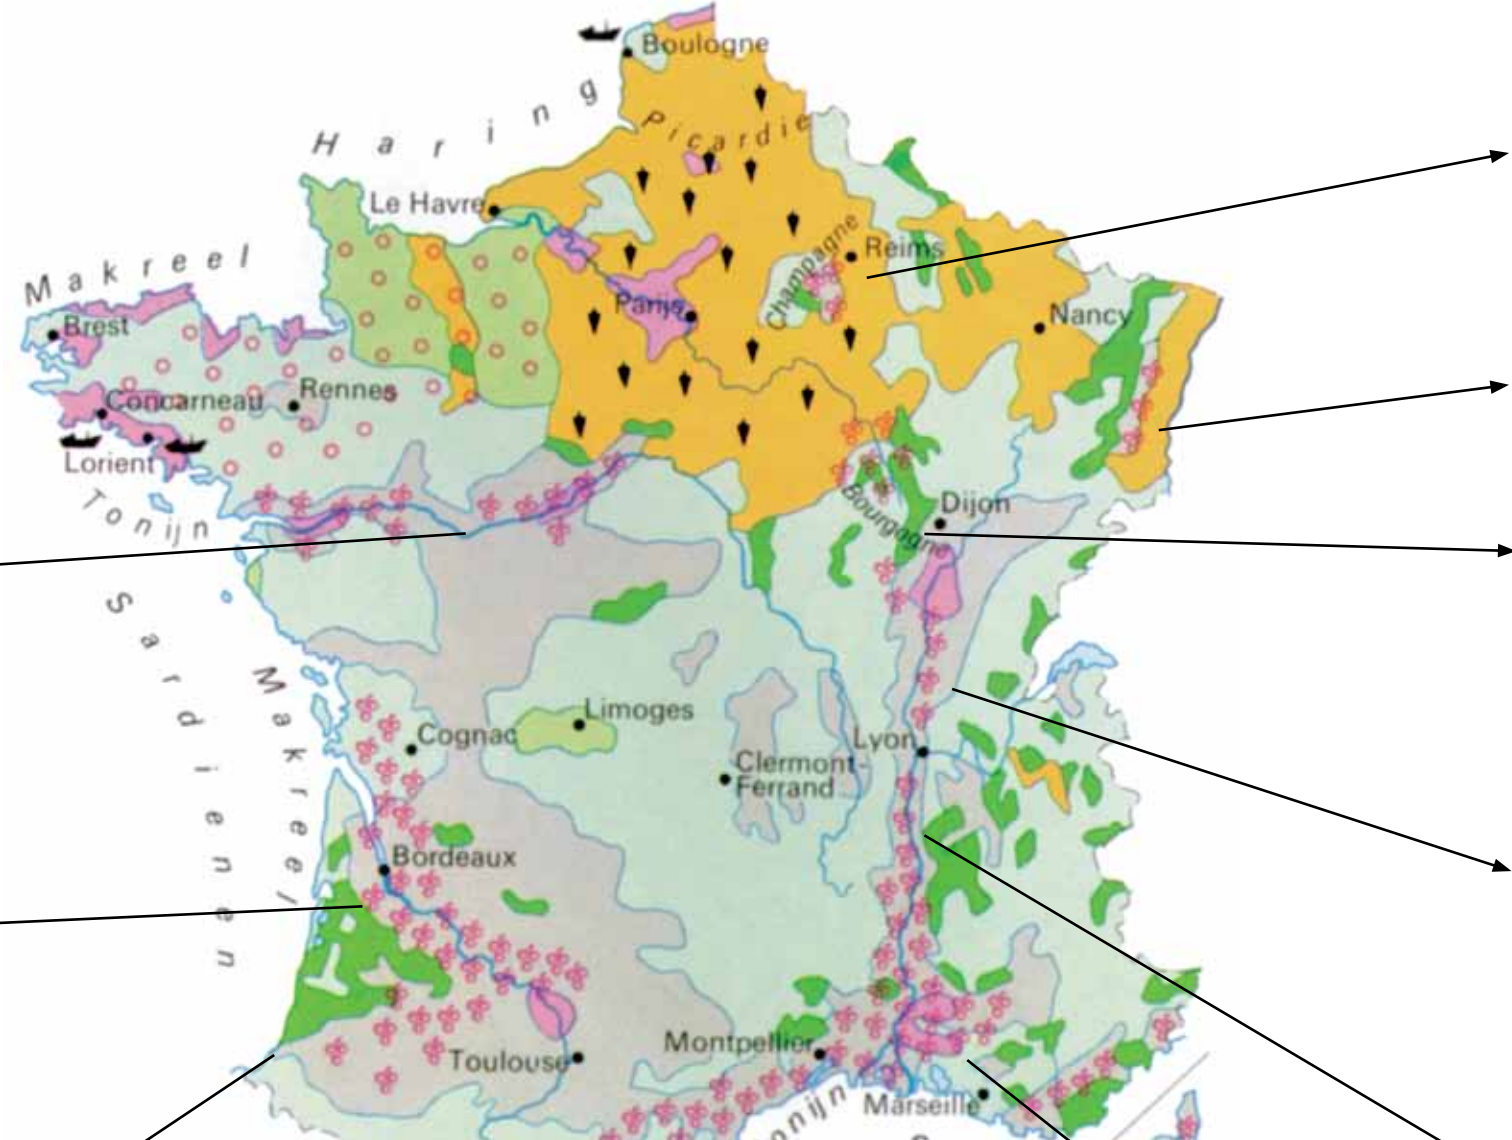 Boulogne
Haring
Picardie
Le Havre
Reims
Champagne
Makreel
Parijs
Nancy
Brest
Rennes
Concarneau
Lorient
Tonijn
Dijon
Bourgogne
Sardienen
Makreel
Limoges
Cognac
Lyon
Clermont-
Ferrand
Bordeaux
Montpellier
Toulouse
Marseille
onijn